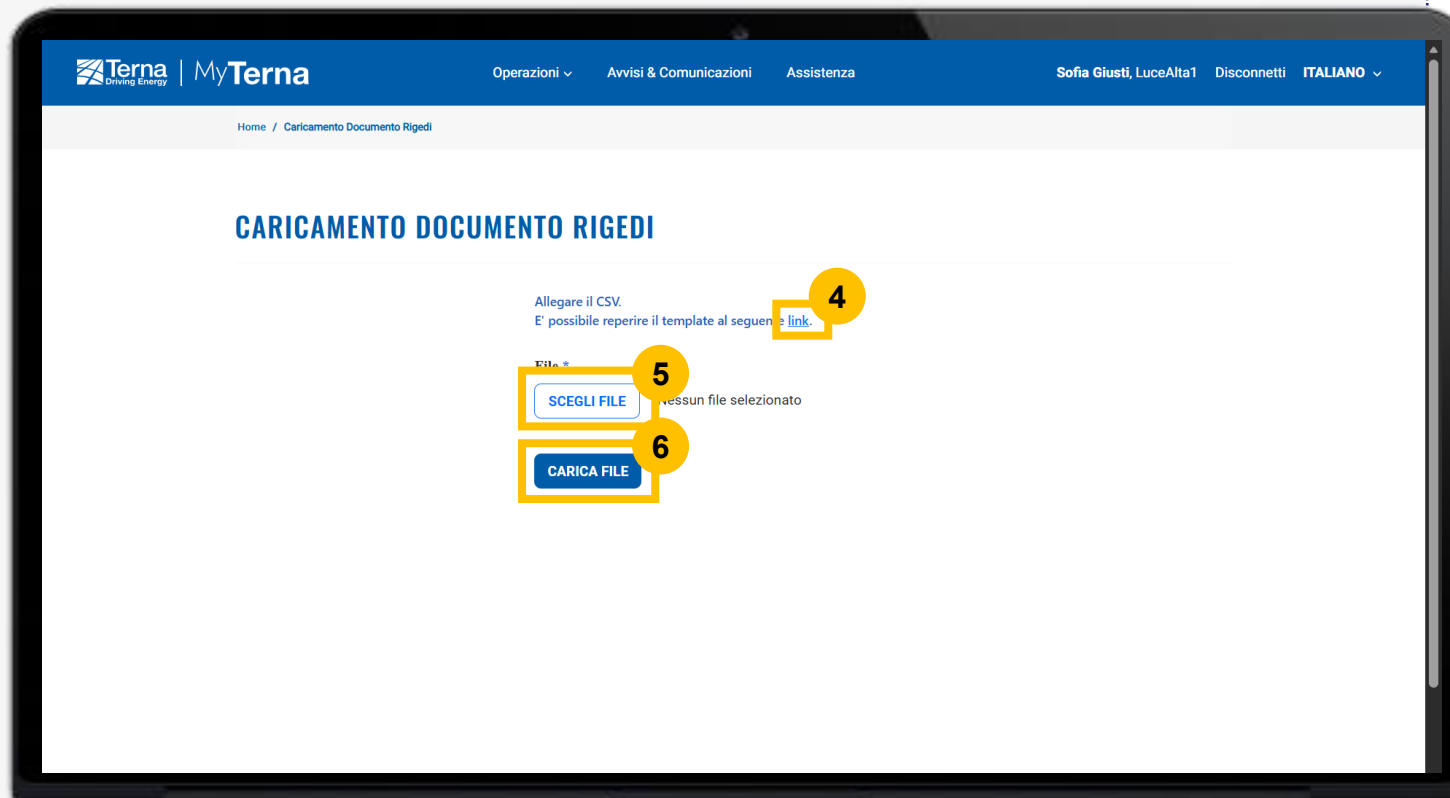 Terna
Driving Energy
MyTerna
Operazioni
Avvisi & Comunicazioni
Assistenza
Sofia Giusti, LuceAlta1
Disconnetti
ITALIANO
Home / Caricamento Documento Rigedi
CARICAMENTO DOCUMENTO RIGEDI
4
Allegare il CSV.
E' possibile reperire il template al seguente link.
File *
5
SCEGLI FILE
Nessun file selezionato
6
CARICA FILE